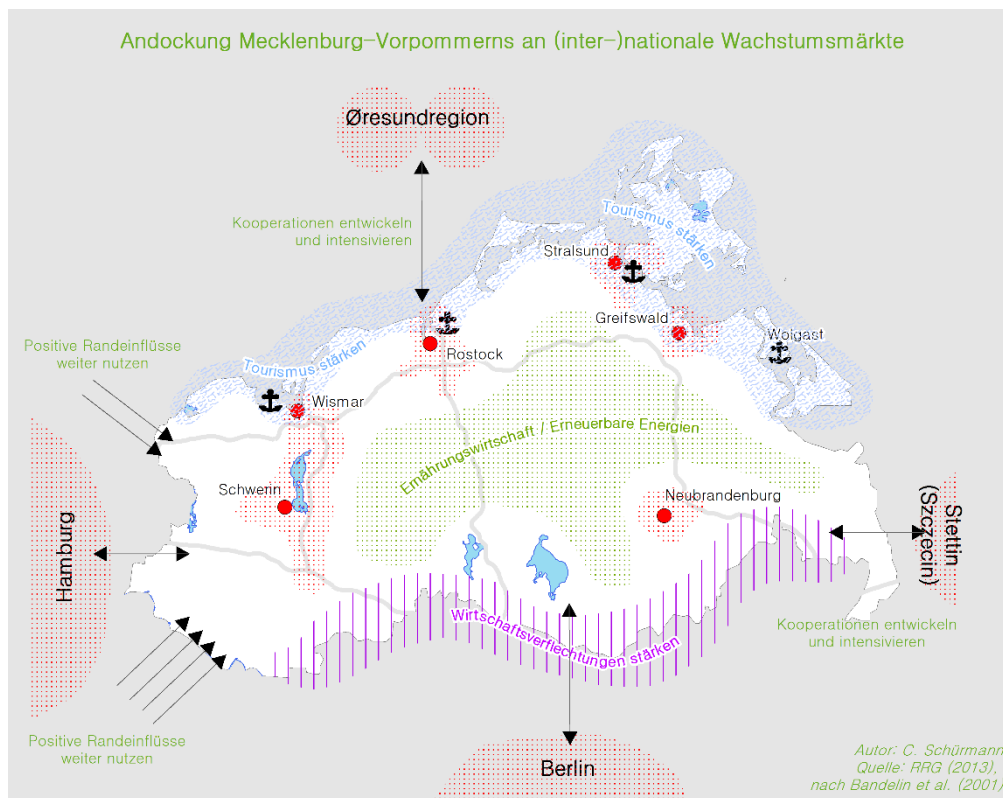 Andockung Mecklenburg-Vorpommerns an (inter-)nationale Wachstumsmärkte
Øresundregion
Kooperationen entwickeln
und intensivieren
Tourismus stärken
Stralsund
Greifswald
Wolgast
Positive Randeinflüsse
weiter nutzen
Tourismus stärken
Rostock
Wismar
Ernährungswirtschaft / Erneuerbare Energien
Schwerin
Neubrandenburg
Hamburg
Stettin
(Szczecin)
Kooperationen entwickeln
und intensivieren
Wirtschaftsverflechtungen stärken
Positive Randeinflüsse
weiter nutzen
Berlin
Autor: C. Schürmann
Quelle: RRG (2013),
nach Bandelin et al. (2001)